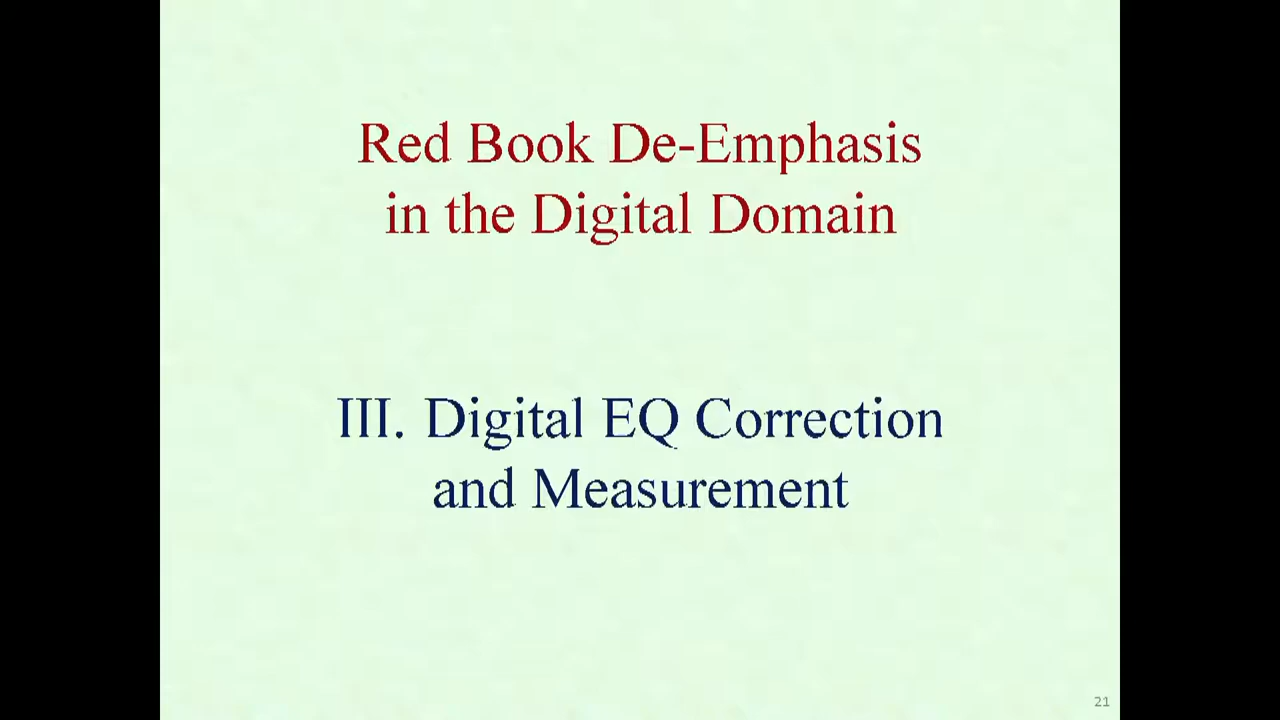 Red Book De-Emphasis
in the Digital Domain
III. Digital EQ Correction
and Measurement
21